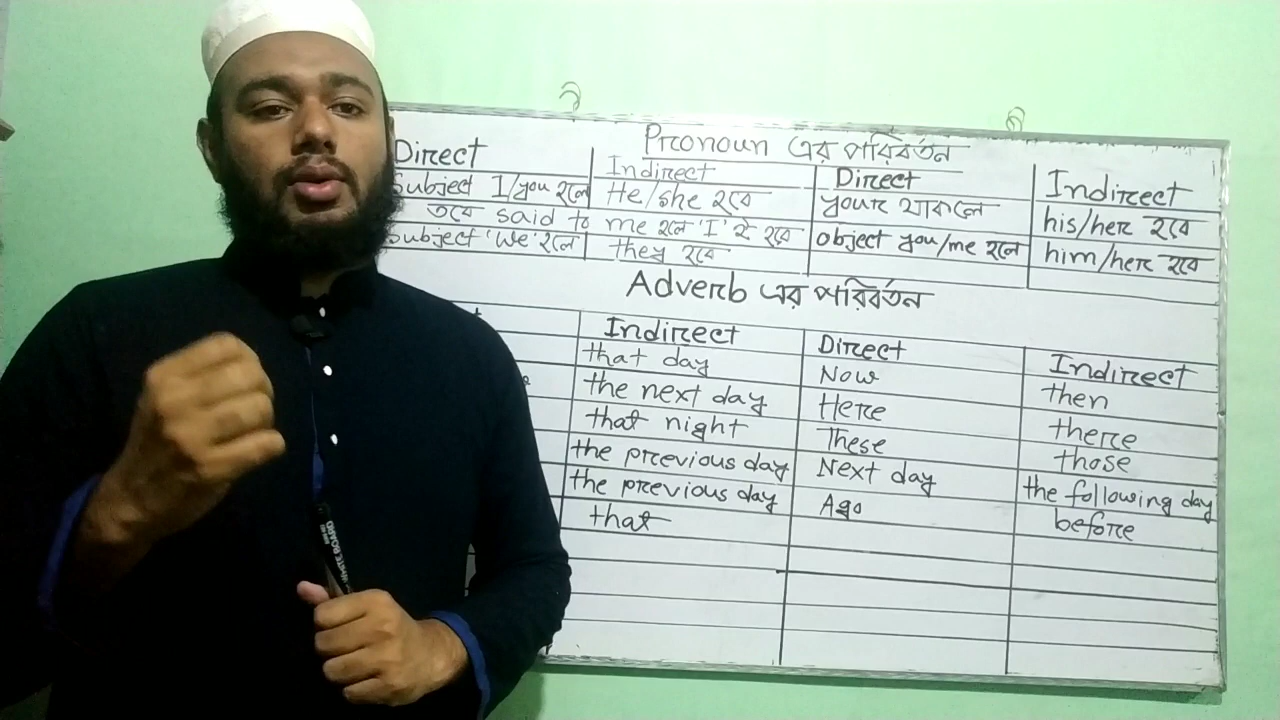 Pronoun এর পরিবর্তন
Direct Indirect Direct Indirect
Subject I/you হলে He/she হবে your থাকলে his/her হবে
তবে said to me হলে 'I' ই হবে
Subject 'We' হলে they হবে object you/me হলে him/her হবে
Adverb এর পরিবর্তন
Indirect Direct Indirect
that day Now then
the next day Here there
that night These those
the previous day Next day the following day
the previous day Ago before
that
WHITE BOARD